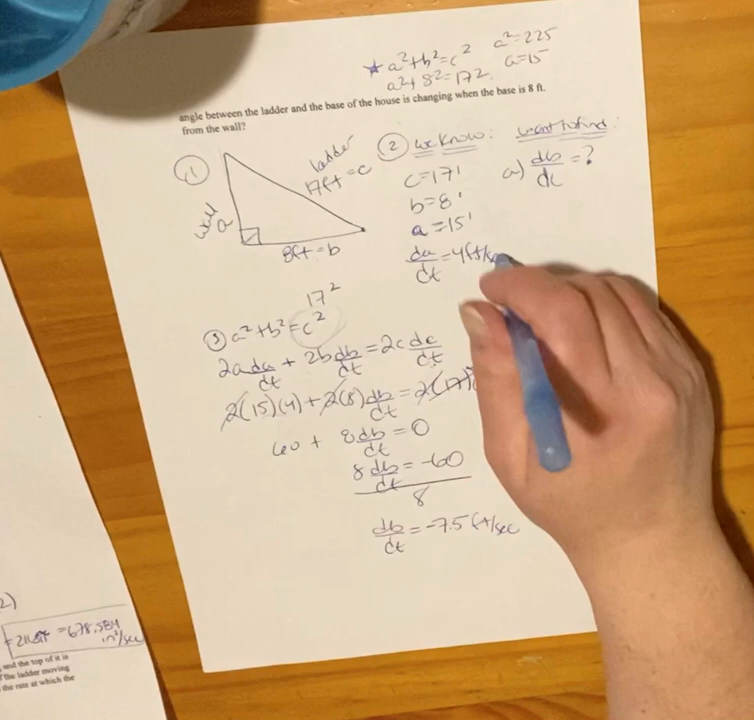 ☆ a²+b²=c² a²=225
a²+8²=17² a=15
angle between the ladder and the base of the house is changing when the base is 8 ft.
from the wall?
① ladder
17ft=c
wall
a
8ft=b
② we know: want to find:
c=17' a) db/dt=?
b=8'
a=15'
da/dt=4ft/
17²
③ a²+b²=c²
2a da/dt + 2b db/dt = 2c dc/dt
2(15)(4)+2(8)db/dt = 2(17)
60 + 8 db/dt = 0
8 db/dt = -60
8
db/dt = -7.5 ft/sec
2)
=678.584
in³/sec
and the top of it is
the ladder moving
the rate at which the